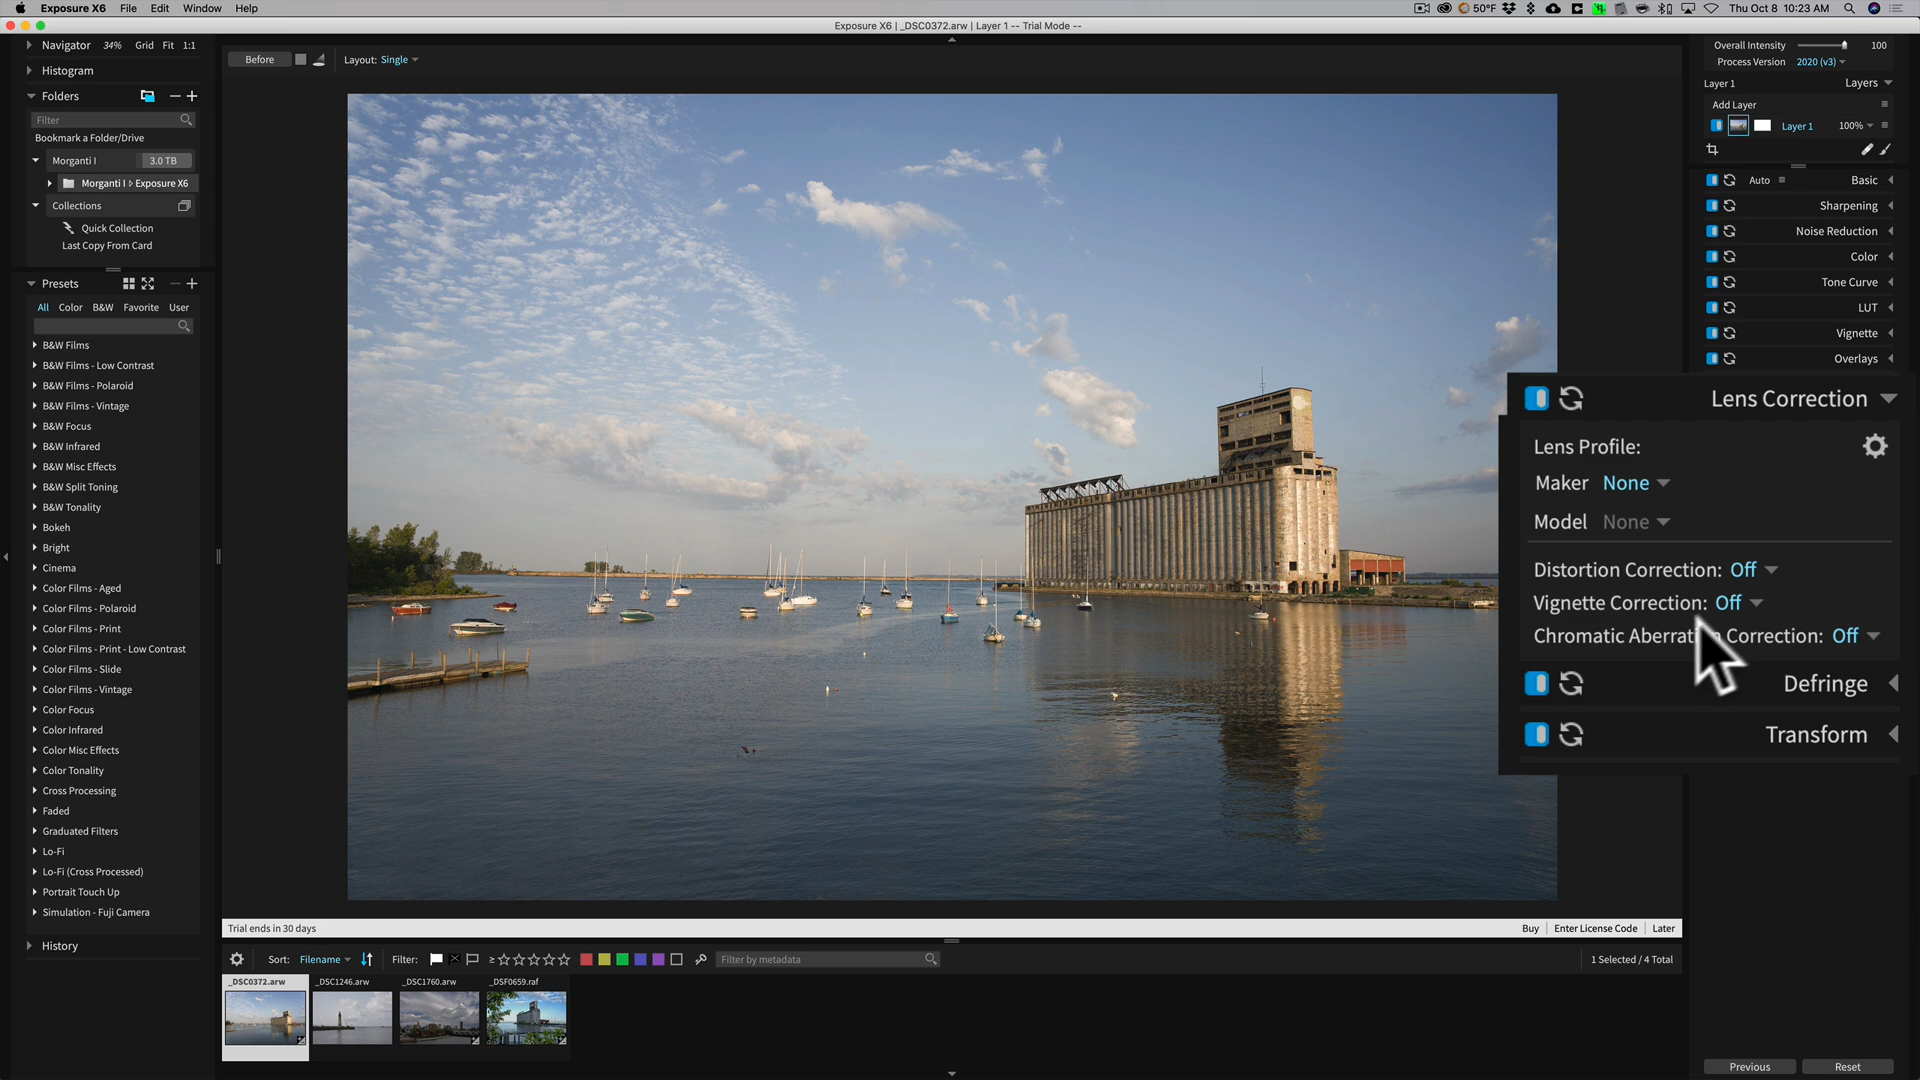 Exposure X6 File Edit Window Help
50°F Thu Oct 8 10:23 AM
Exposure X6 | _DSC0372.arw | Layer 1 -- Trial Mode --
Navigator 34% Grid Fit 1:1
Histogram
Folders
Filter
Bookmark a Folder/Drive
Morganti I 3.0 TB
Morganti I ▹ Exposure X6
Collections
Quick Collection
Last Copy From Card
Presets
All Color B&W Favorite User
B&W Films
B&W Films - Low Contrast
B&W Films - Polaroid
B&W Films - Vintage
B&W Focus
B&W Infrared
B&W Misc Effects
B&W Split Toning
B&W Tonality
Bokeh
Bright
Cinema
Color Films - Aged
Color Films - Polaroid
Color Films - Print
Color Films - Print - Low Contrast
Color Films - Slide
Color Films - Vintage
Color Focus
Color Infrared
Color Misc Effects
Color Tonality
Cross Processing
Faded
Graduated Filters
Lo-Fi
Lo-Fi (Cross Processed)
Portrait Touch Up
Simulation - Fuji Camera
History
Before Layout: Single
Overall Intensity 100
Process Version 2020 (v3)
Layer 1 Layers
Add Layer
Layer 1 100%
Auto Basic
Sharpening
Noise Reduction
Color
Tone Curve
LUT
Vignette
Overlays
Lens Correction
Lens Profile:
Maker None
Model None
Distortion Correction: Off
Vignette Correction: Off
Chromatic Aberrati Correction: Off
Defringe
Transform
Trial ends in 30 days Buy Enter License Code Later
Sort: Filename Filter: ≥ Filter by metadata 1 Selected / 4 Total
_DSC0372.arw _DSC1246.arw _DSC1760.arw _DSF0659.raf
Previous Reset